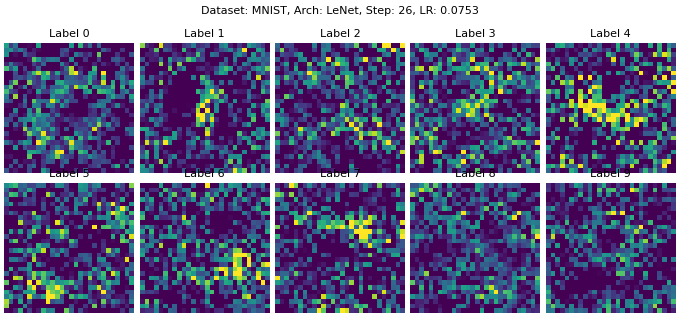 Dataset: MNIST, Arch: LeNet, Step: 26, LR: 0.0753
Label 0 Label 1 Label 2 Label 3 Label 4
Label 5 Label 6 Label 7 Label 8 Label 9